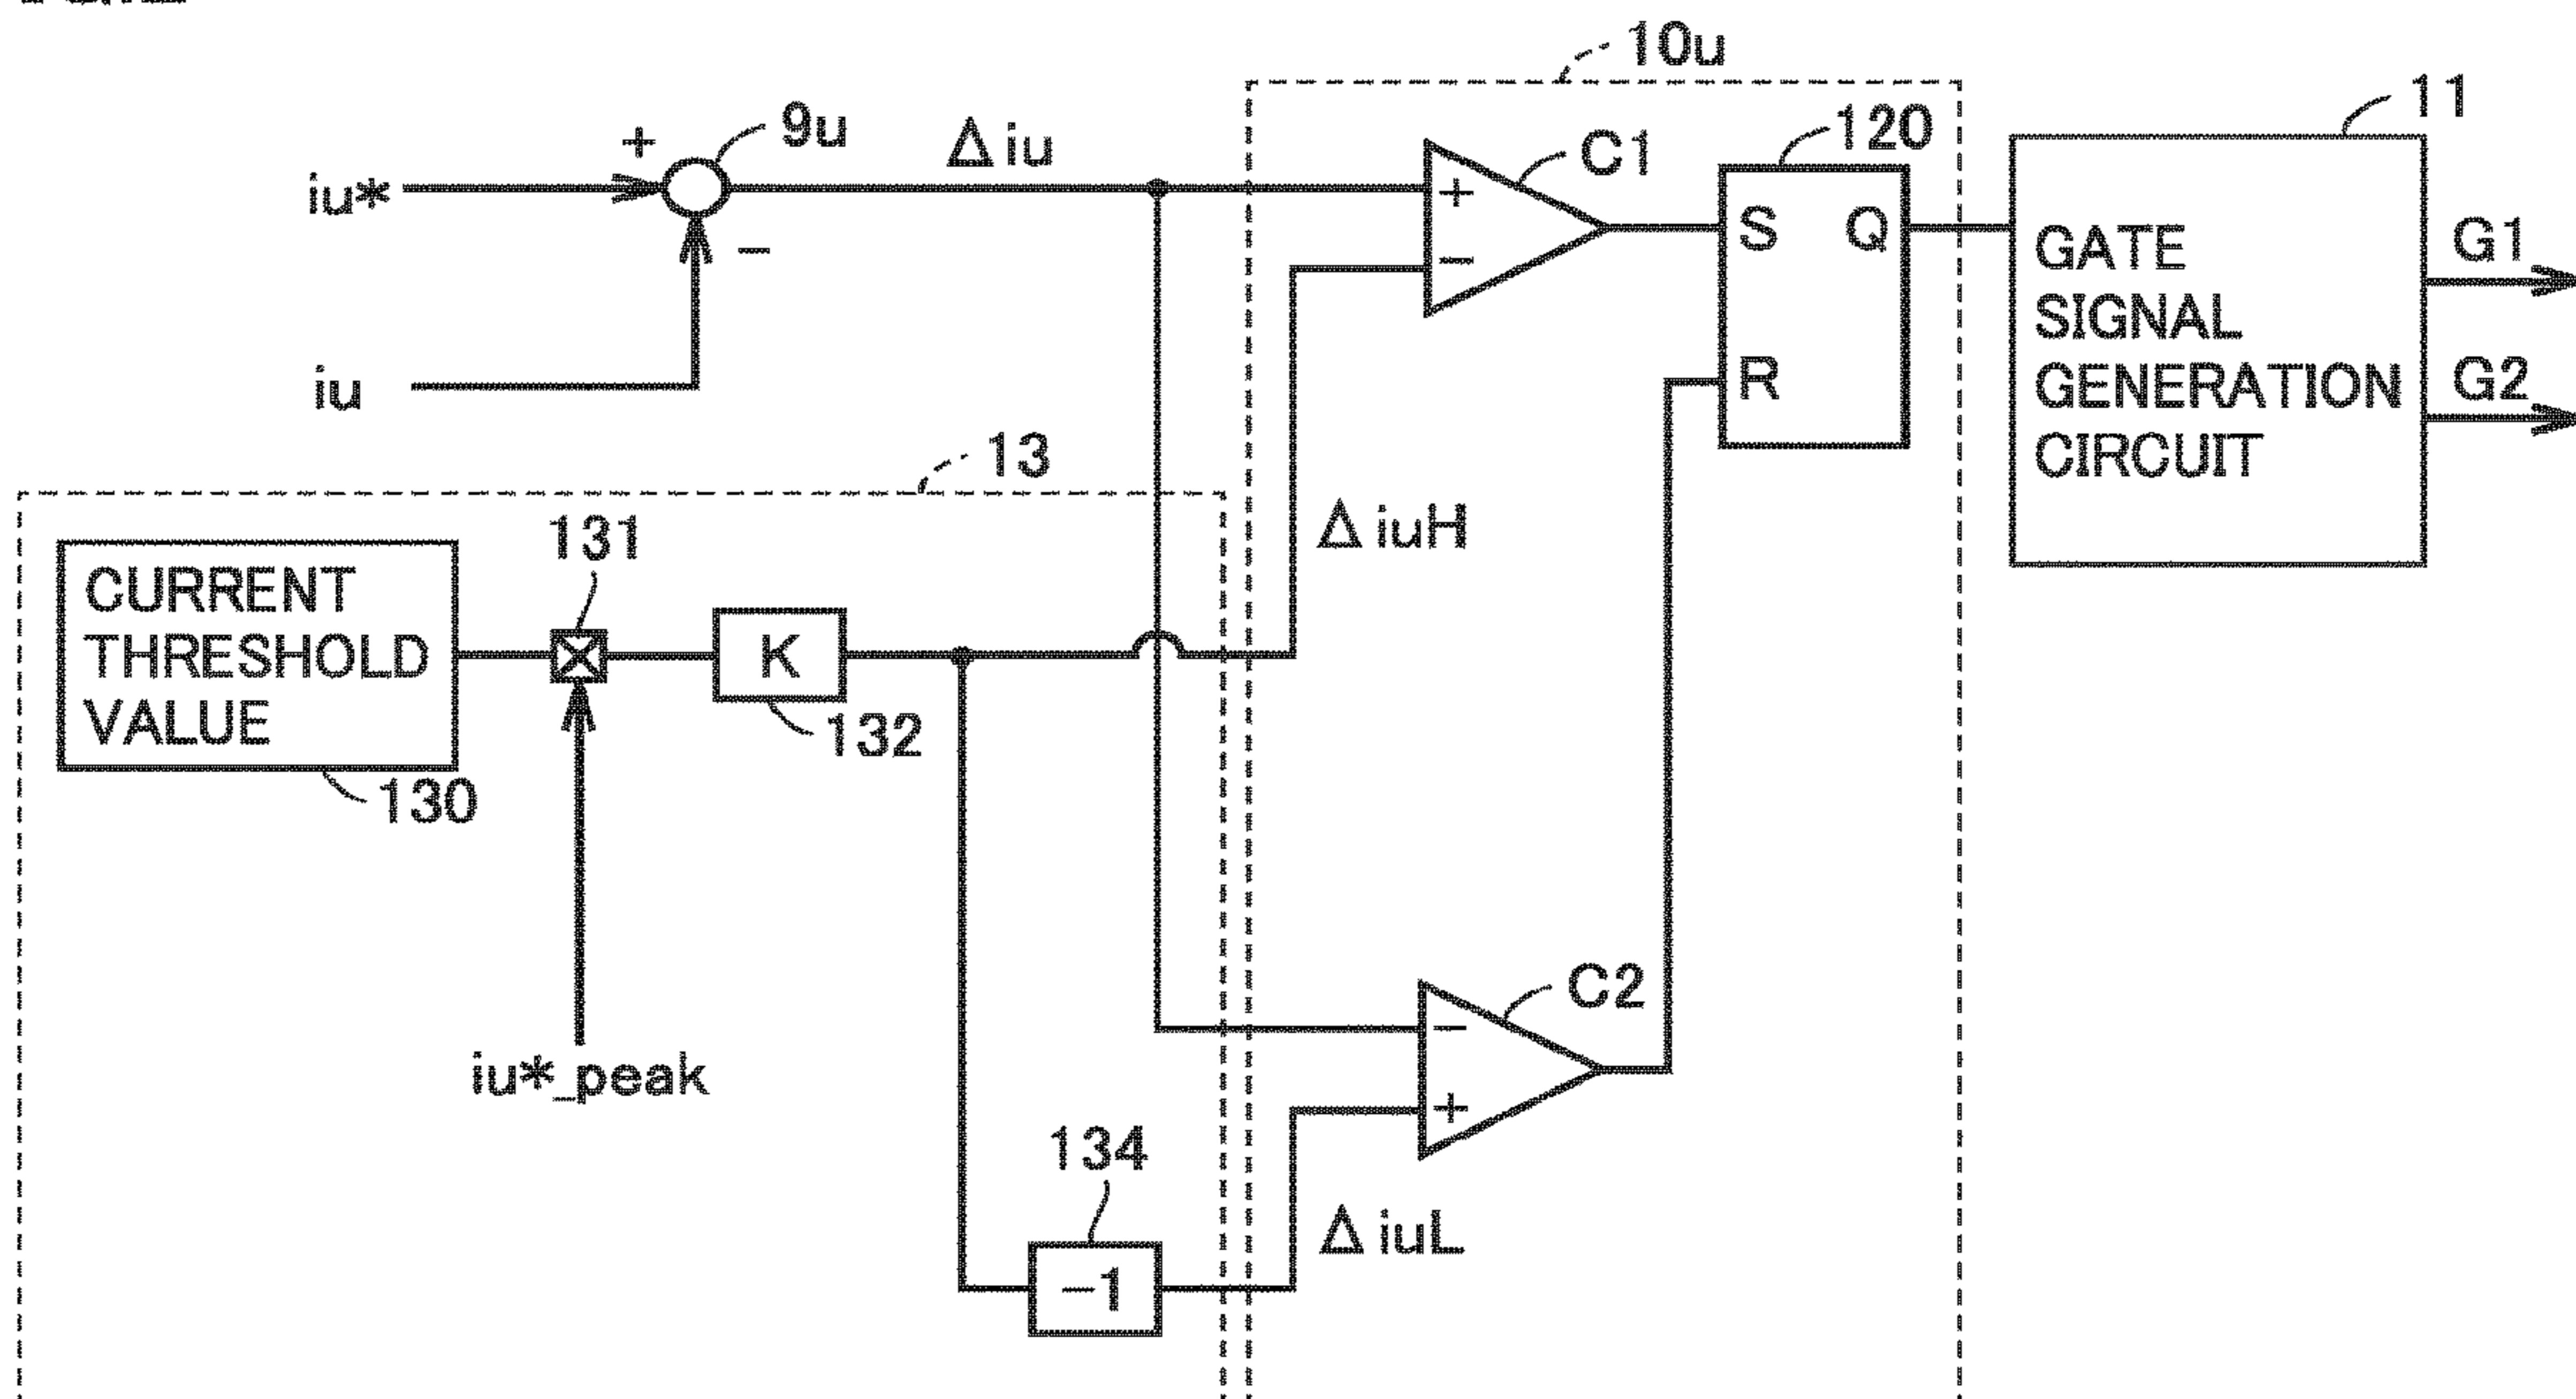 10u
11
9u
120
+
Δiu
C1
iu*
+
S Q
−
−
GATE
SIGNAL
GENERATION
CIRCUIT
G1
G2
iu
R
13
ΔiuH
131
CURRENT
THRESHOLD
VALUE
K
132
130
C2
−
iu*_peak
+
134
ΔiuL
−1